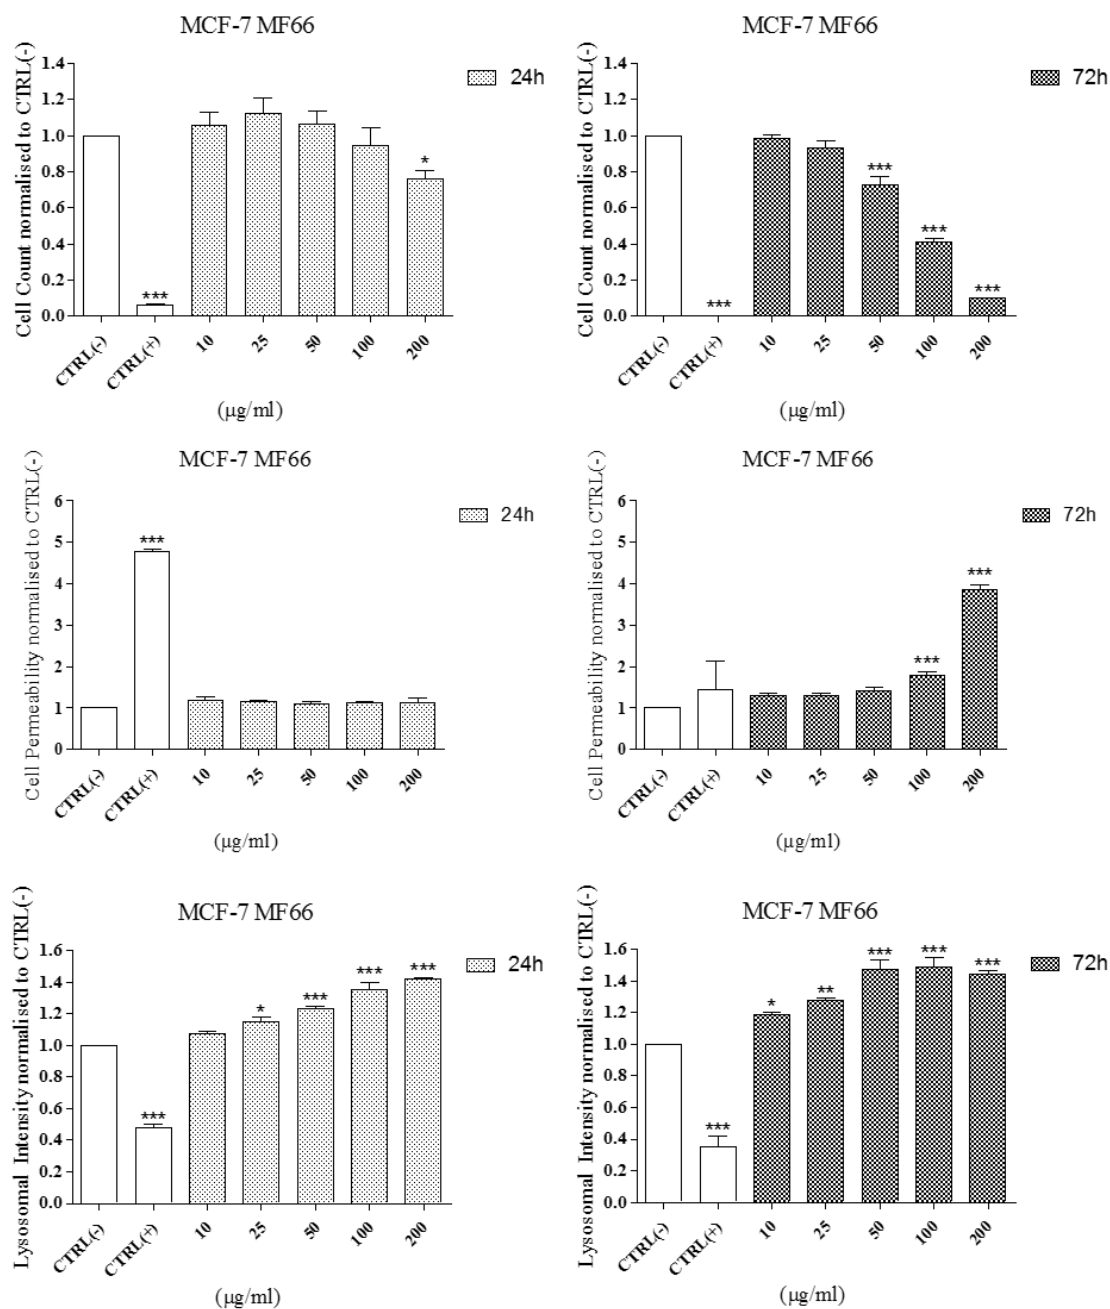 MCF-7 MF66
Cell Count normalised to CTRL(-)
1.4
1.2
1.0
0.8
0.6
0.4
0.2
0.0
24h
***
*
CTRL(-) CTRL(+) 10 25 50 100 200
(μg/ml)
MCF-7 MF66
Cell Count normalised to CTRL(-)
1.4
1.2
1.0
0.8
0.6
0.4
0.2
0.0
72h
*** *** *** ***
CTRL(-) CTRL(+) 10 25 50 100 200
(μg/ml)
MCF-7 MF66
Cell Permeability normalised to CTRL(-)
6
5
4
3
2
1
0
24h
***
CTRL(-) CTRL(+) 10 25 50 100 200
(μg/ml)
MCF-7 MF66
Cell Permeability normalised to CTRL(-)
6
5
4
3
2
1
0
72h
*** ***
CTRL(-) CTRL(+) 10 25 50 100 200
(μg/ml)
MCF-7 MF66
Lysosomal Intensity normalised to CTRL(-)
1.6
1.4
1.2
1.0
0.8
0.6
0.4
0.2
0.0
24h
*** * *** *** ***
CTRL(-) CTRL(+) 10 25 50 100 200
(μg/ml)
MCF-7 MF66
Lysosomal Intensity normalised to CTRL(-)
1.6
1.4
1.2
1.0
0.8
0.6
0.4
0.2
0.0
72h
*** * ** *** *** ***
CTRL(-) CTRL(+) 10 25 50 100 200
(μg/ml)